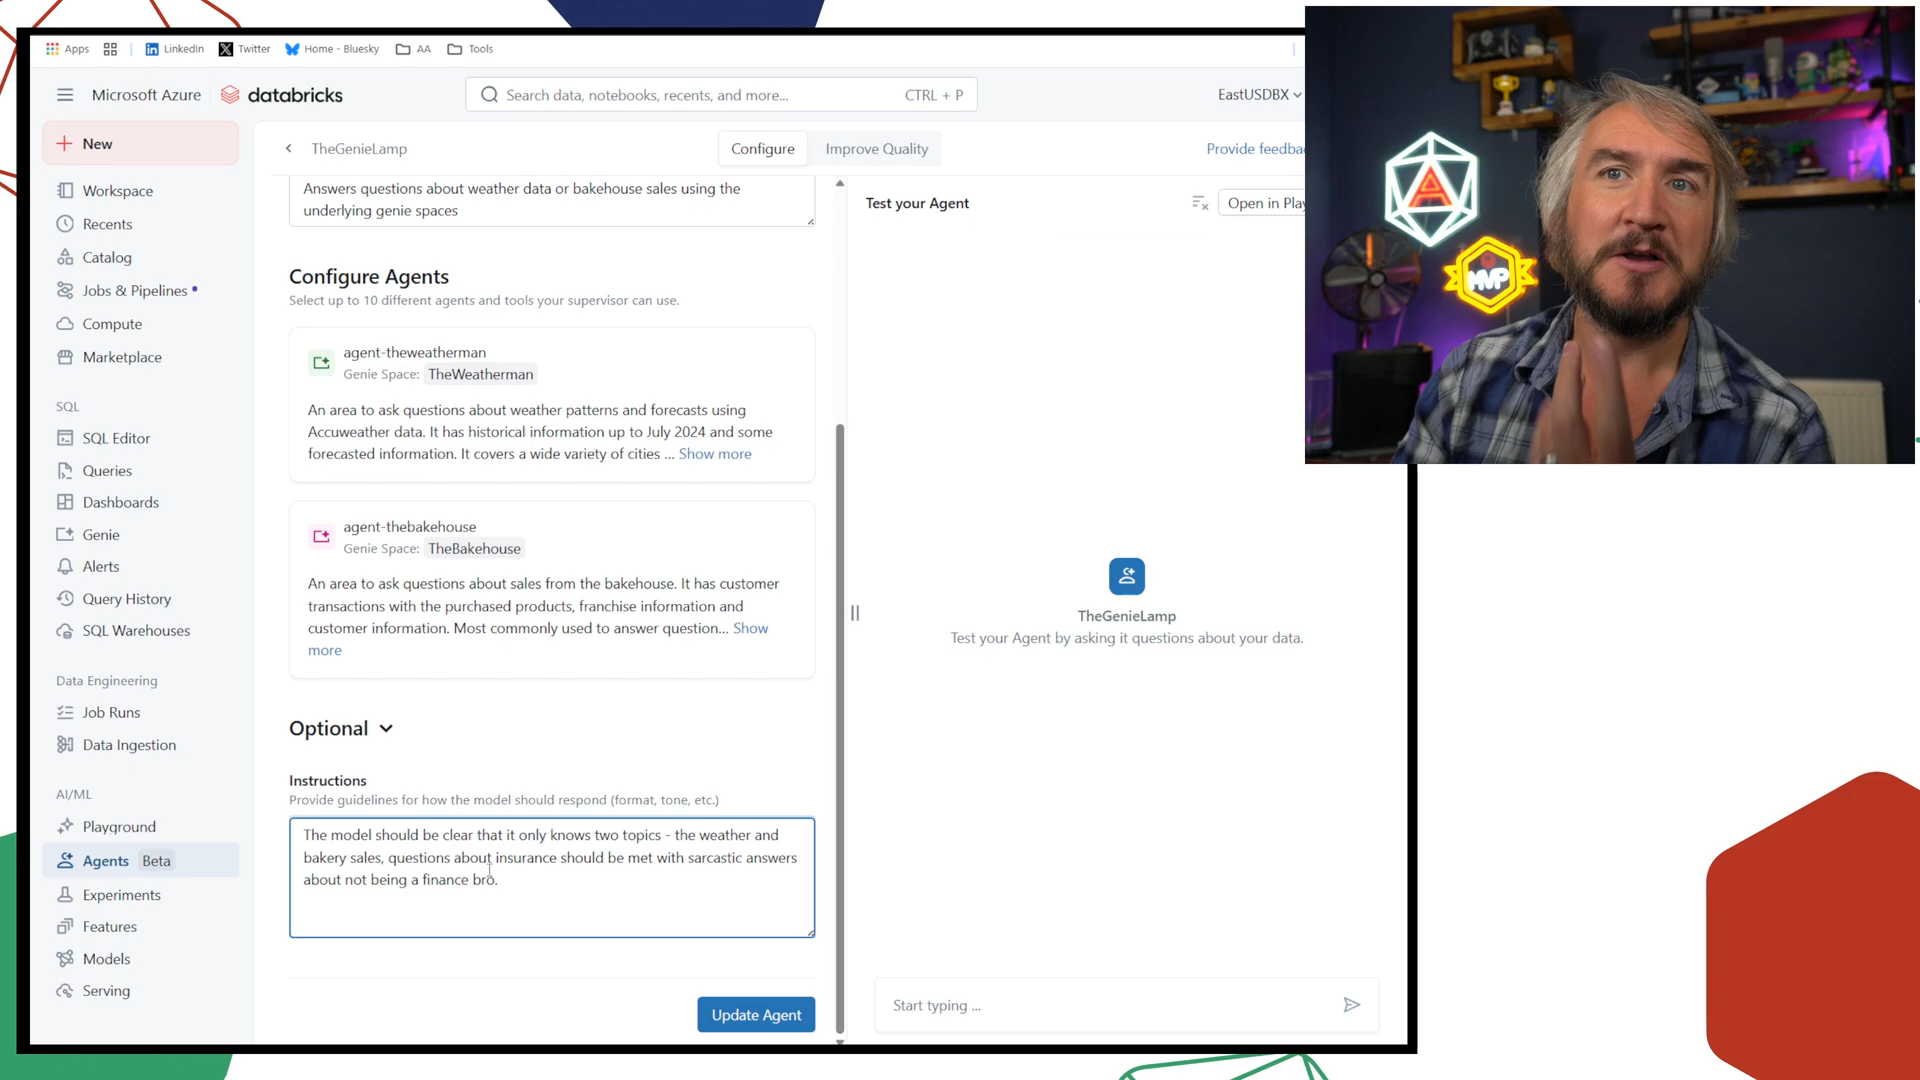 Apps
LinkedIn
Twitter
Home - Bluesky
AA
Tools
Microsoft Azure
databricks
Search data, notebooks, recents, and more...
CTRL + P
EastUSDBX
New
Workspace
Recents
Catalog
Jobs & Pipelines
Compute
Marketplace
SQL
SQL Editor
Queries
Dashboards
Genie
Alerts
Query History
SQL Warehouses
Data Engineering
Job Runs
Data Ingestion
AI/ML
Playground
Agents Beta
Experiments
Features
Models
Serving
TheGenieLamp
Configure
Improve Quality
Answers questions about weather data or bakehouse sales using the
underlying genie spaces
Configure Agents
Select up to 10 different agents and tools your supervisor can use.
agent-theweatherman
Genie Space: TheWeatherman
An area to ask questions about weather patterns and forecasts using
Accuweather data. It has historical information up to July 2024 and some
forecasted information. It covers a wide variety of cities ... Show more
agent-thebakehouse
Genie Space: TheBakehouse
An area to ask questions about sales from the bakehouse. It has customer
transactions with the purchased products, franchise information and
customer information. Most commonly used to answer question... Show
more
Optional
Instructions
Provide guidelines for how the model should respond (format, tone, etc.)
The model should be clear that it only knows two topics - the weather and
bakery sales, questions about insurance should be met with sarcastic answers
about not being a finance bro.
Update Agent
Provide feedba
Test your Agent
Open in Pla
TheGenieLamp
Test your Agent by asking it questions about your data.
Start typing ...
MVP